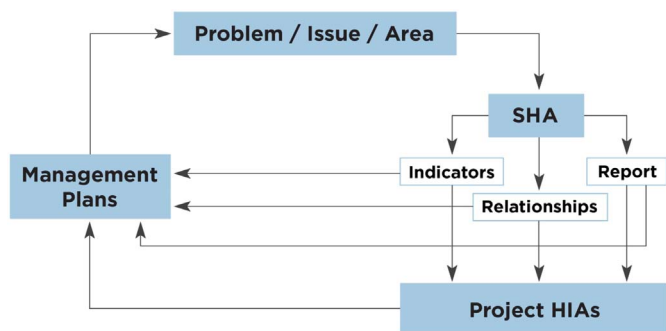 Problem / Issue / Area
SHA
Indicators
Report
Management
Plans
Relationships
Project HIAs